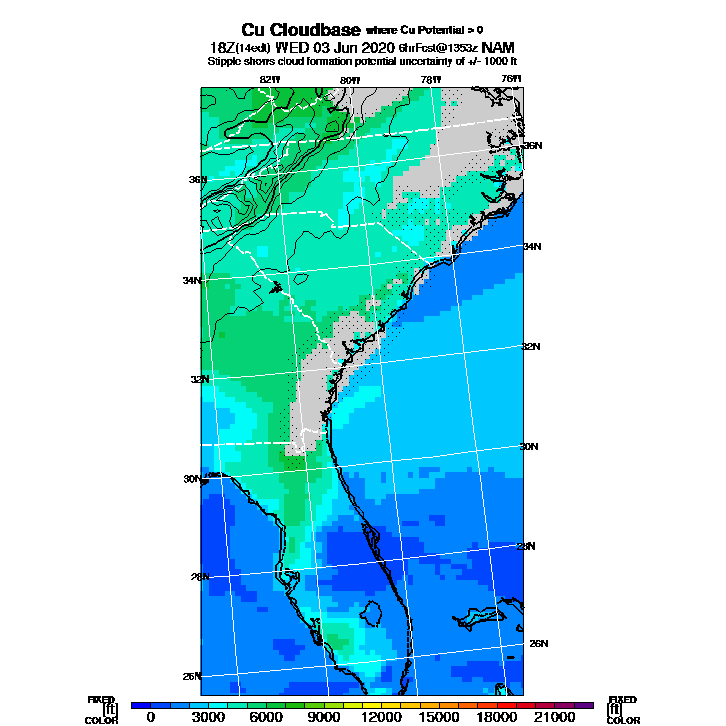 Cu Cloudbase where Cu Potential > 0
18Z(14edt) WED 03 Jun 2020 6hrFcst@1353z NAM
Stipple shows cloud formation potential uncertainty of +/- 1000 ft
82W 80W 78W 76W
36N
36N
34N
34N
32N
32N
30N
30N
28N
28N
26N
26N
FIXED FIXED
[ft] [ft]
COLOR COLOR
0 3000 6000 9000 12000 15000 18000 21000